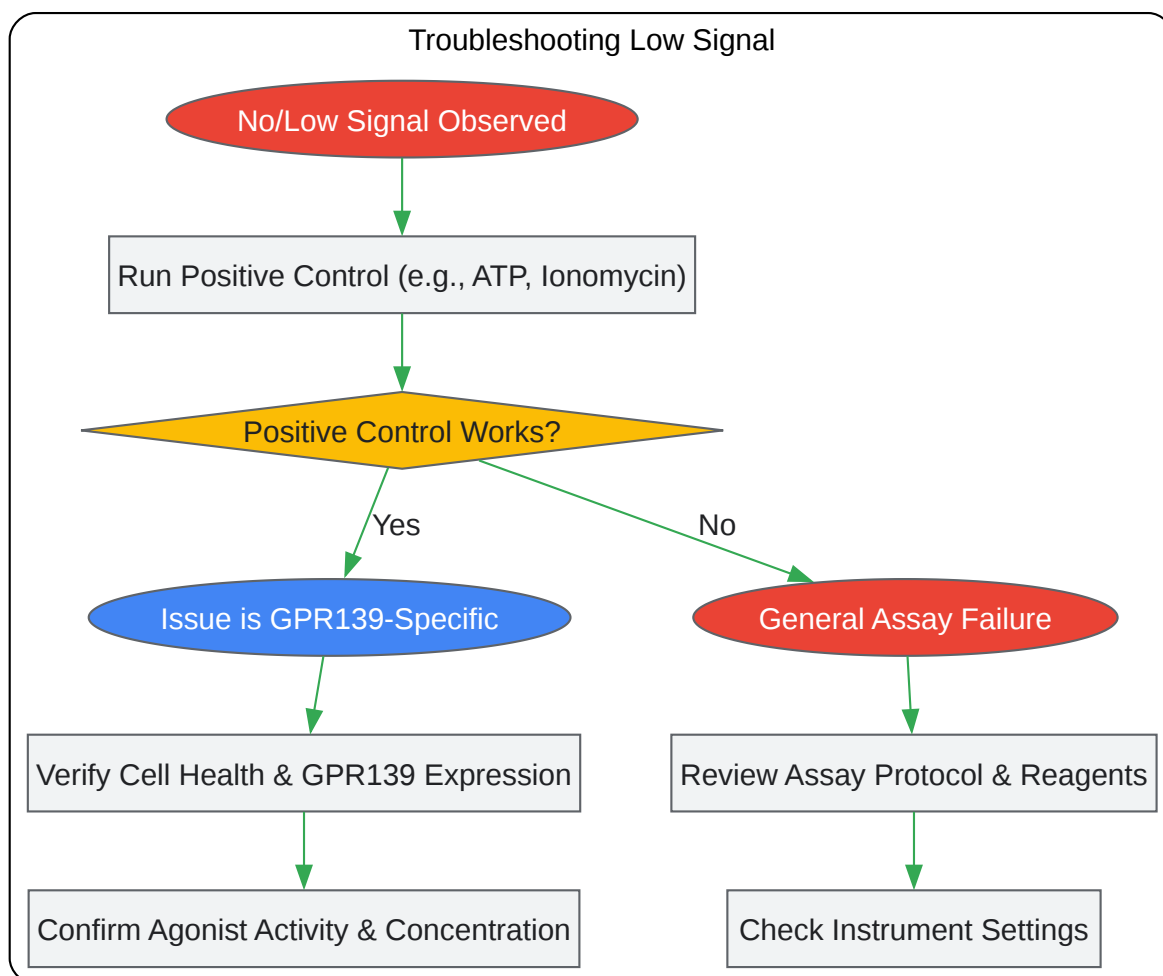 Troubleshooting Low Signal
No/Low Signal Observed
Run Positive Control (e.g., ATP, Ionomycin)
Positive Control Works?
Yes
No
Issue is GPR139-Specific
General Assay Failure
Verify Cell Health & GPR139 Expression
Review Assay Protocol & Reagents
Confirm Agonist Activity & Concentration
Check Instrument Settings